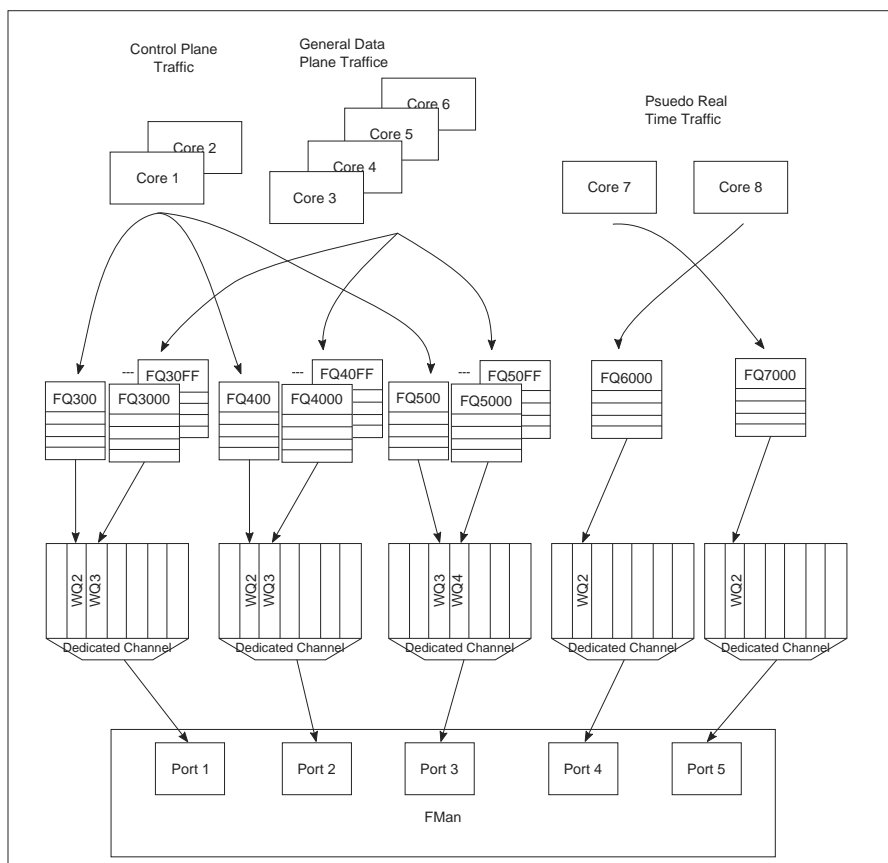 Control Plane
Traffic
General Data
Plane Traffice
Psuedo Real
Time Traffic
Core 6
Core 5
Core 4
Core 3
Core 2
Core 1
Core 7
Core 8
---
FQ30FF
FQ300
FQ3000
---
FQ40FF
FQ400
FQ4000
---
FQ50FF
FQ500
FQ5000
FQ6000
FQ7000
WQ2
WQ3
WQ2
WQ3
WQ3
WQ4
WQ2
WQ2
Dedicated Channel
Dedicated Channel
Dedicated Channel
Dedicated Channel
Dedicated Channel
Port 1
Port 2
Port 3
Port 4
Port 5
FMan